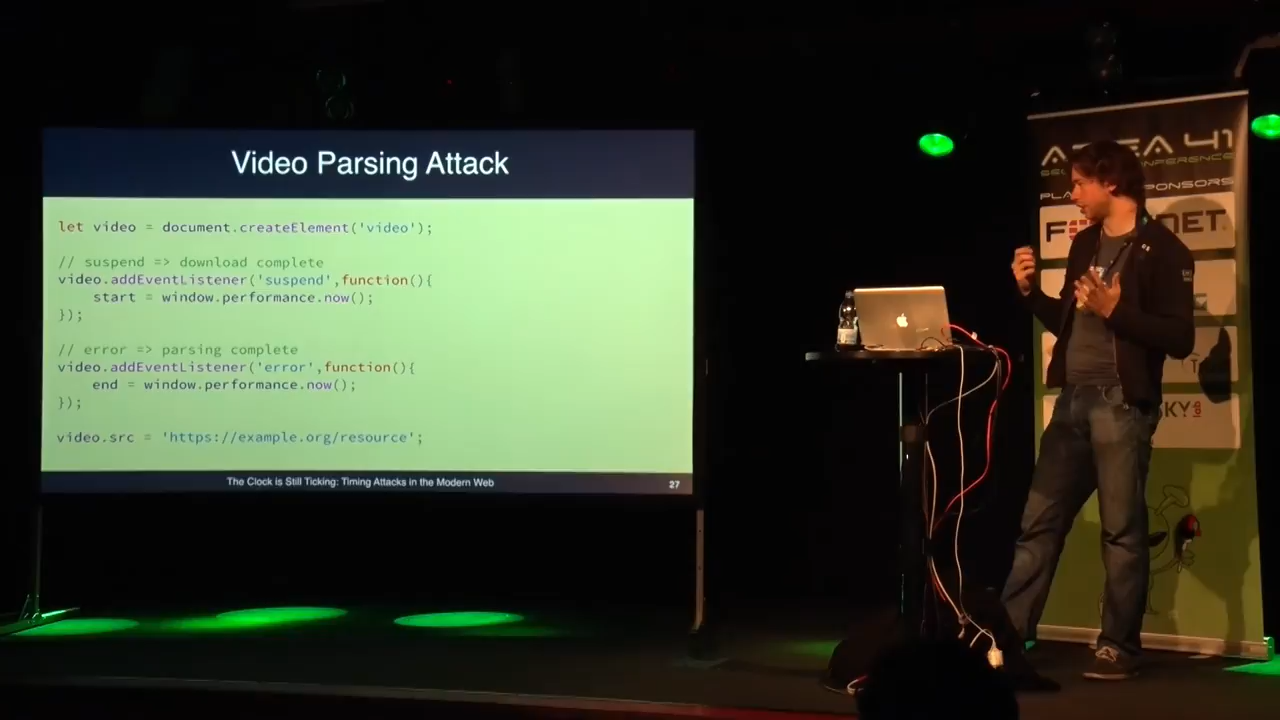 Video Parsing Attack
let video = document.createElement('video');
// suspend => download complete
video.addEventListener('suspend',function(){
start = window.performance.now();
});
// error => parsing complete
video.addEventListener('error',function(){
end = window.performance.now();
});
video.src = 'https://example.org/resource';
The Clock is Still Ticking: Timing Attacks in the Modern Web
27
41